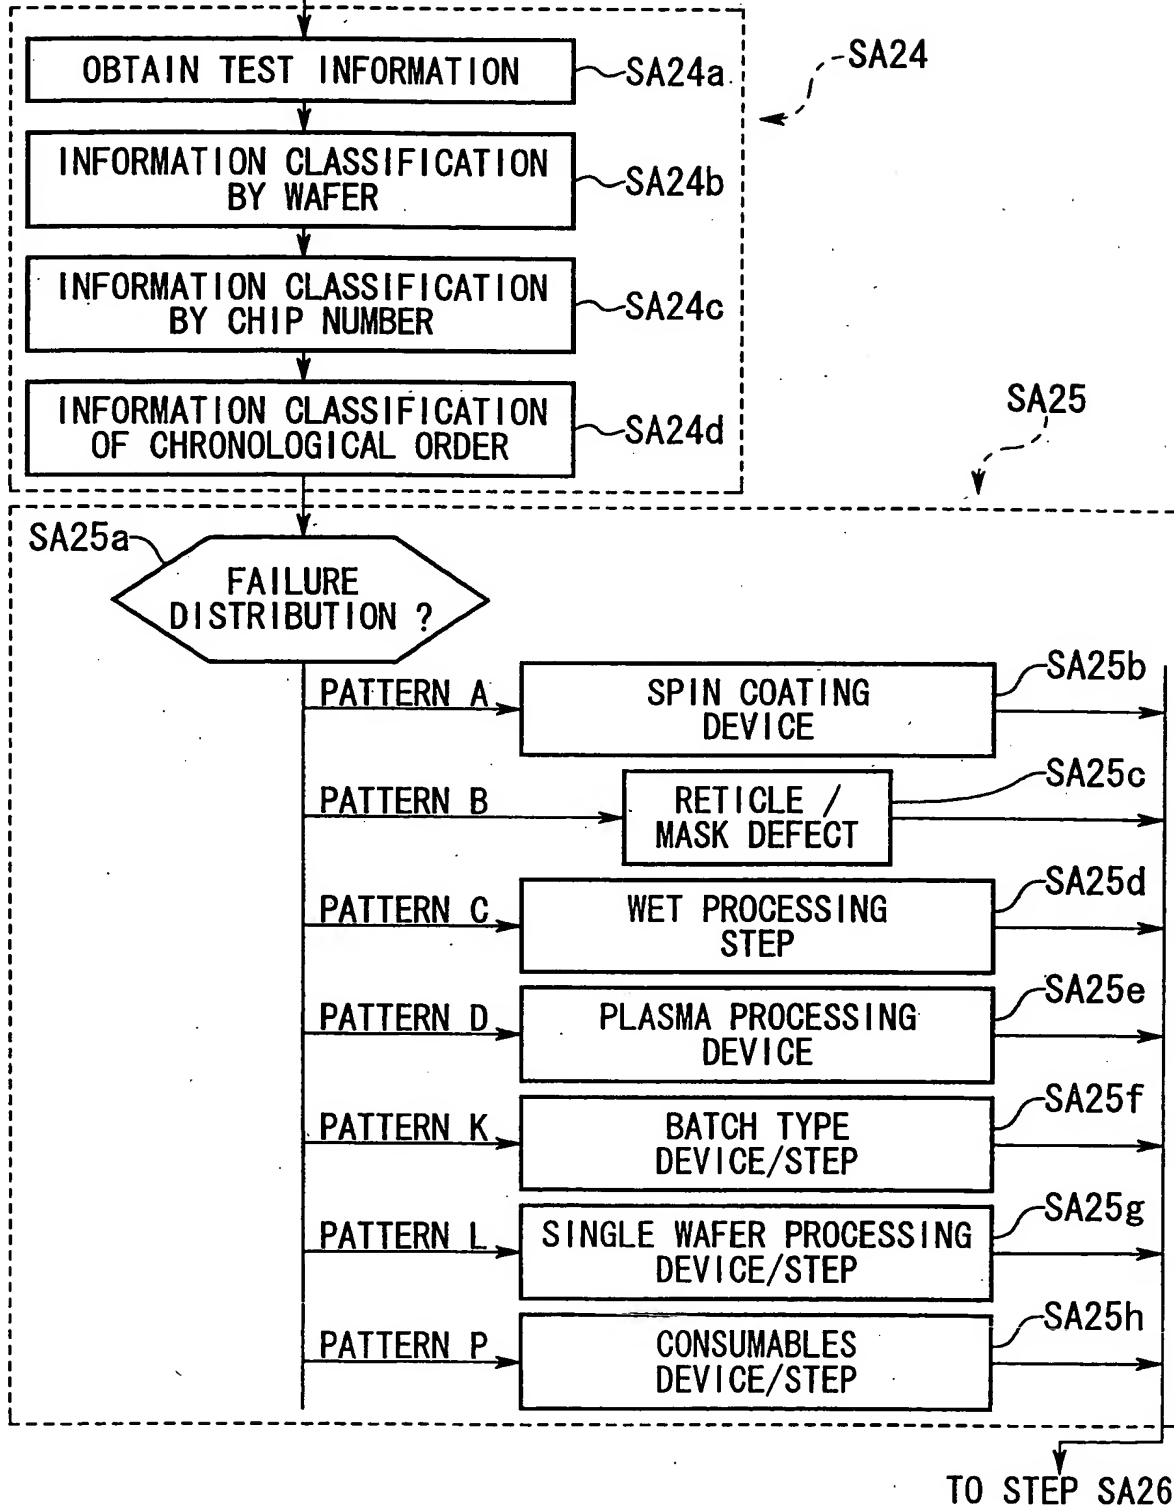 SA24
OBTAIN TEST INFORMATION
SA24a
INFORMATION CLASSIFICATION
BY WAFER
SA24b
INFORMATION CLASSIFICATION
BY CHIP NUMBER
SA24c
INFORMATION CLASSIFICATION
OF CHRONOLOGICAL ORDER
SA24d
SA25
SA25a
FAILURE
DISTRIBUTION ?
PATTERN A
SPIN COATING
DEVICE
SA25b
PATTERN B
RETICLE /
MASK DEFECT
SA25c
PATTERN C
WET PROCESSING
STEP
SA25d
PATTERN D
PLASMA PROCESSING
DEVICE
SA25e
PATTERN K
BATCH TYPE
DEVICE/STEP
SA25f
PATTERN L
SINGLE WAFER PROCESSING
DEVICE/STEP
SA25g
PATTERN P
CONSUMABLES
DEVICE/STEP
SA25h
TO STEP SA26